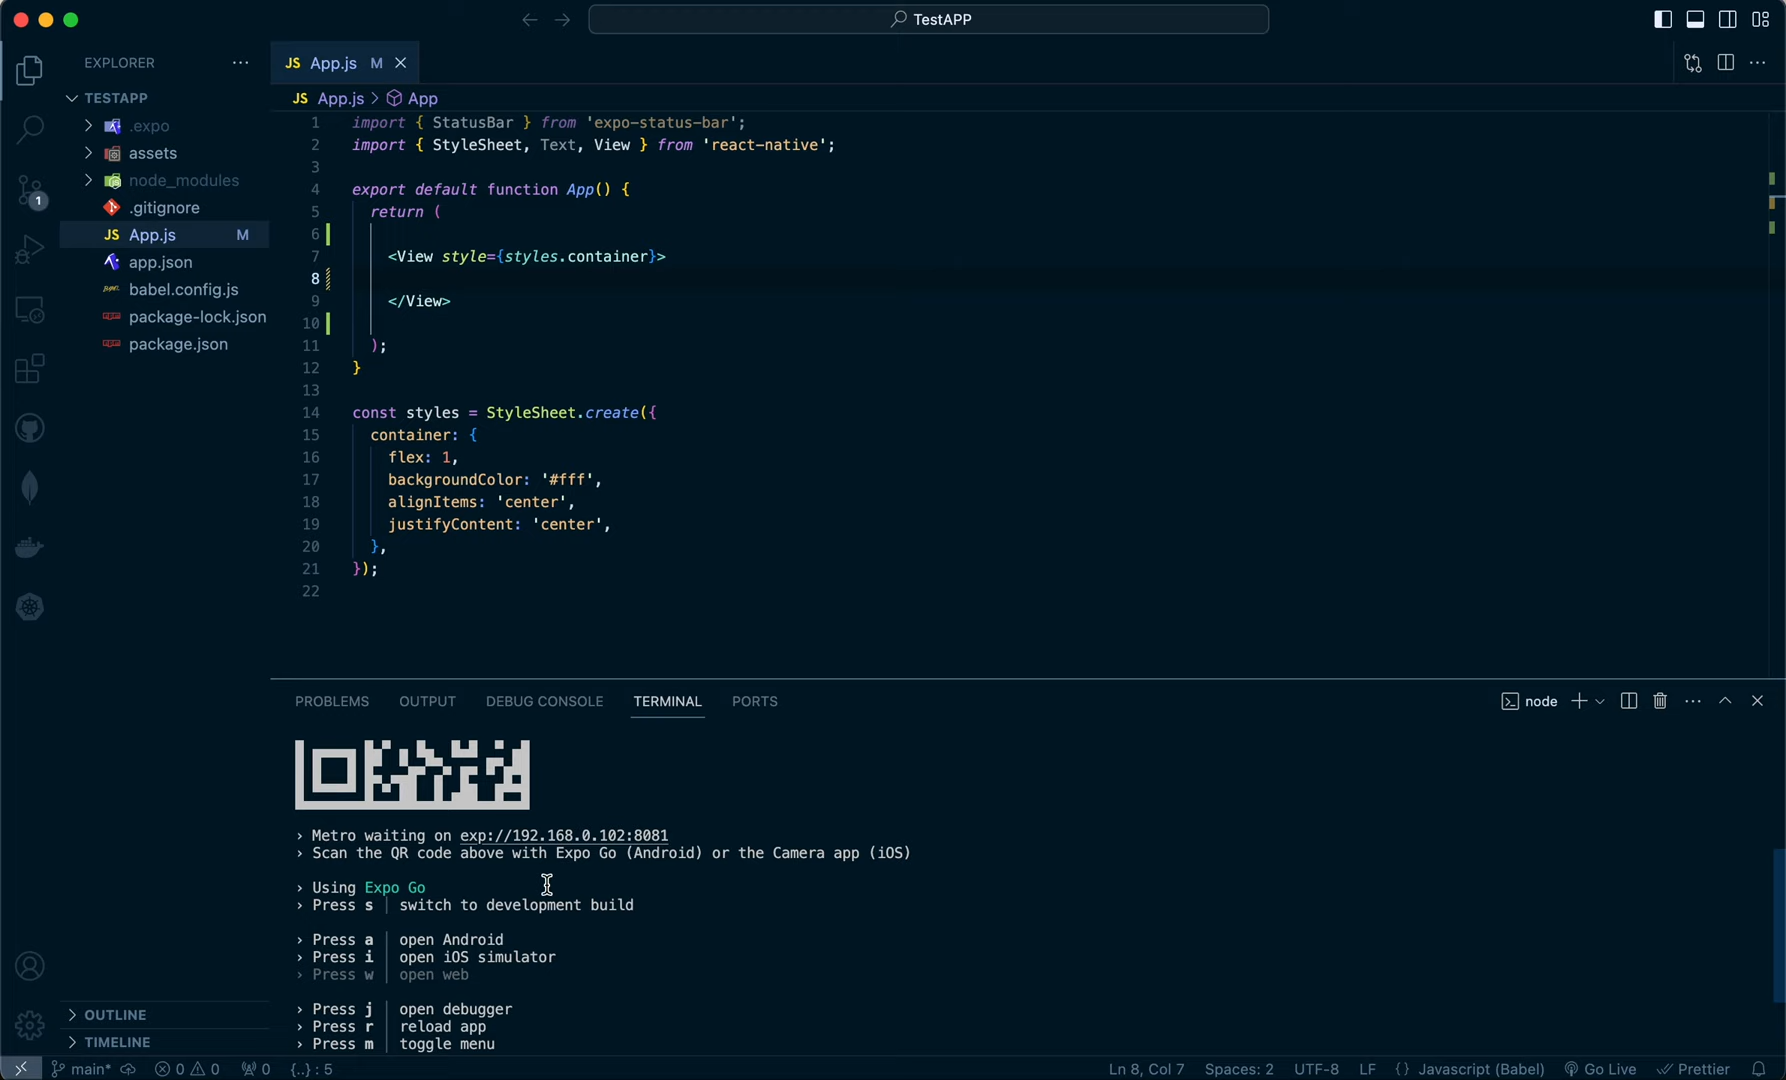 TestAPP
EXPLORER
JS App.js M
TESTAPP
JS App.js > App
.expo
assets
node_modules
.gitignore
JS App.js M
app.json
babel.config.js
package-lock.json
package.json
1 import { StatusBar } from 'expo-status-bar';
2 import { StyleSheet, Text, View } from 'react-native';
3
4 export default function App() {
5 return (
6
7 <View style={styles.container}>
8
9 </View>
10
11 );
12 }
13
14 const styles = StyleSheet.create({
15 container: {
16 flex: 1,
17 backgroundColor: '#fff',
18 alignItems: 'center',
19 justifyContent: 'center',
20 },
21 });
22
1
PROBLEMS OUTPUT DEBUG CONSOLE TERMINAL PORTS
node
› Metro waiting on exp://192.168.0.102:8081
› Scan the QR code above with Expo Go (Android) or the Camera app (iOS)
› Using Expo Go
› Press s │ switch to development build
› Press a │ open Android
› Press i │ open iOS simulator
› Press w │ open web
› Press j │ open debugger
› Press r │ reload app
› Press m │ toggle menu
OUTLINE
TIMELINE
main* 0 0 0 {..} : 5 Ln 8, Col 7 Spaces: 2 UTF-8 LF {} Javascript (Babel) Go Live Prettier